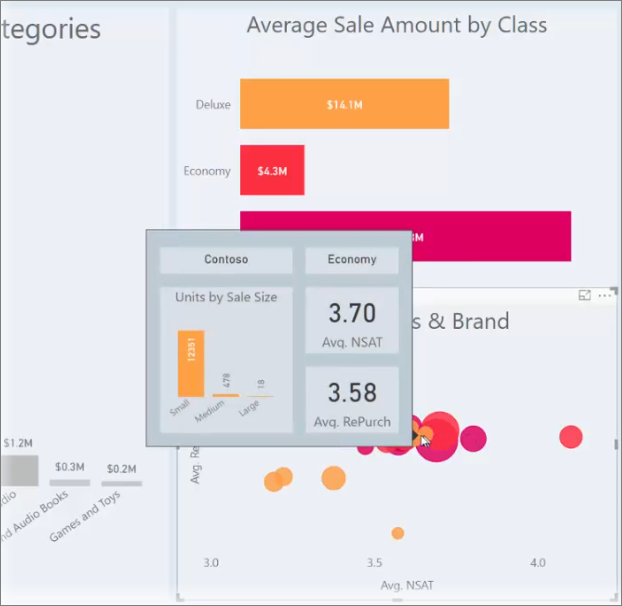 tegories
Average Sale Amount by Class
Deluxe
$14.1M
Economy
$4.3M
M
Contoso
Economy
Units by Sale Size
12351
478
18
Small
Medium
Large
3.70
Avg. NSAT
3.58
Avg. RePurch
s & Brand
Avg. Re
3.0
3.5
4.0
Avg. NSAT
$1.2M
$0.3M
$0.2M
dio
nd Audio Books
Games and Toys